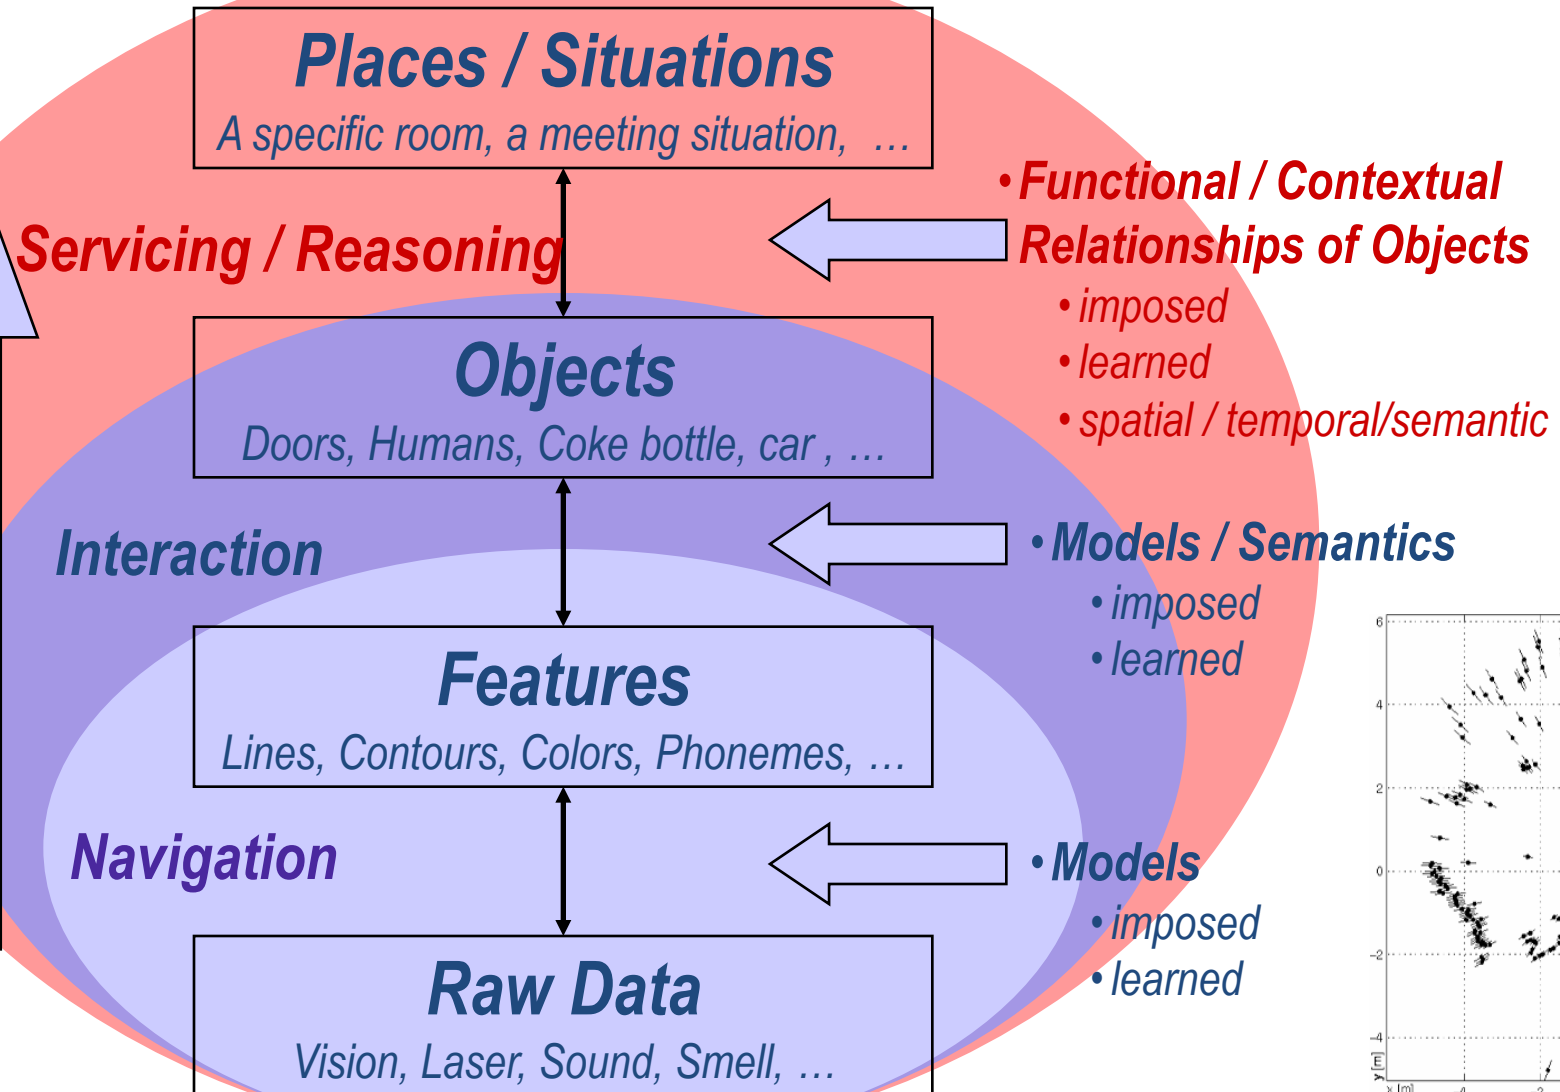 Places / Situations
A specific room, a meeting situation, …
• Functional / Contextual
Relationships of Objects
Servicing / Reasoning
• imposed
• learned
• spatial / temporal/semantic
Objects
Doors, Humans, Coke bottle, car , …
Interaction
• Models / Semantics
• imposed
• learned
Features
Lines, Contours, Colors, Phonemes, …
Navigation
• Models
• imposed
• learned
Raw Data
Vision, Laser, Sound, Smell, …
6
4
2
0
-2
-4
y [m]
x [m]
-4
-2